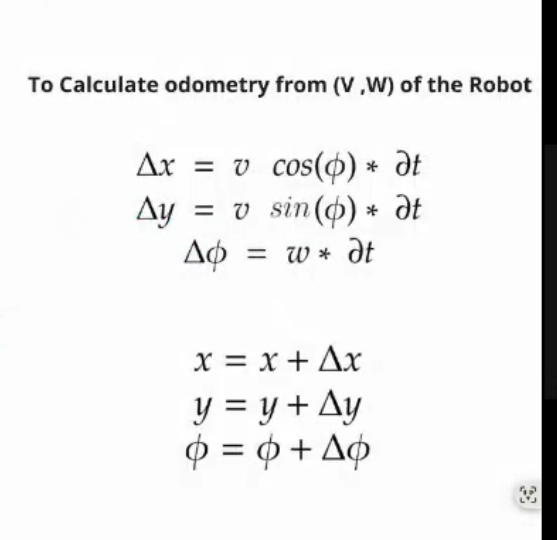 To Calculate odometry from (V ,W) of the Robot
Δx = v cos(ϕ) * ∂t
Δy = v sin(ϕ) * ∂t
Δϕ = w * ∂t
x = x + Δx
y = y + Δy
ϕ = ϕ + Δϕ